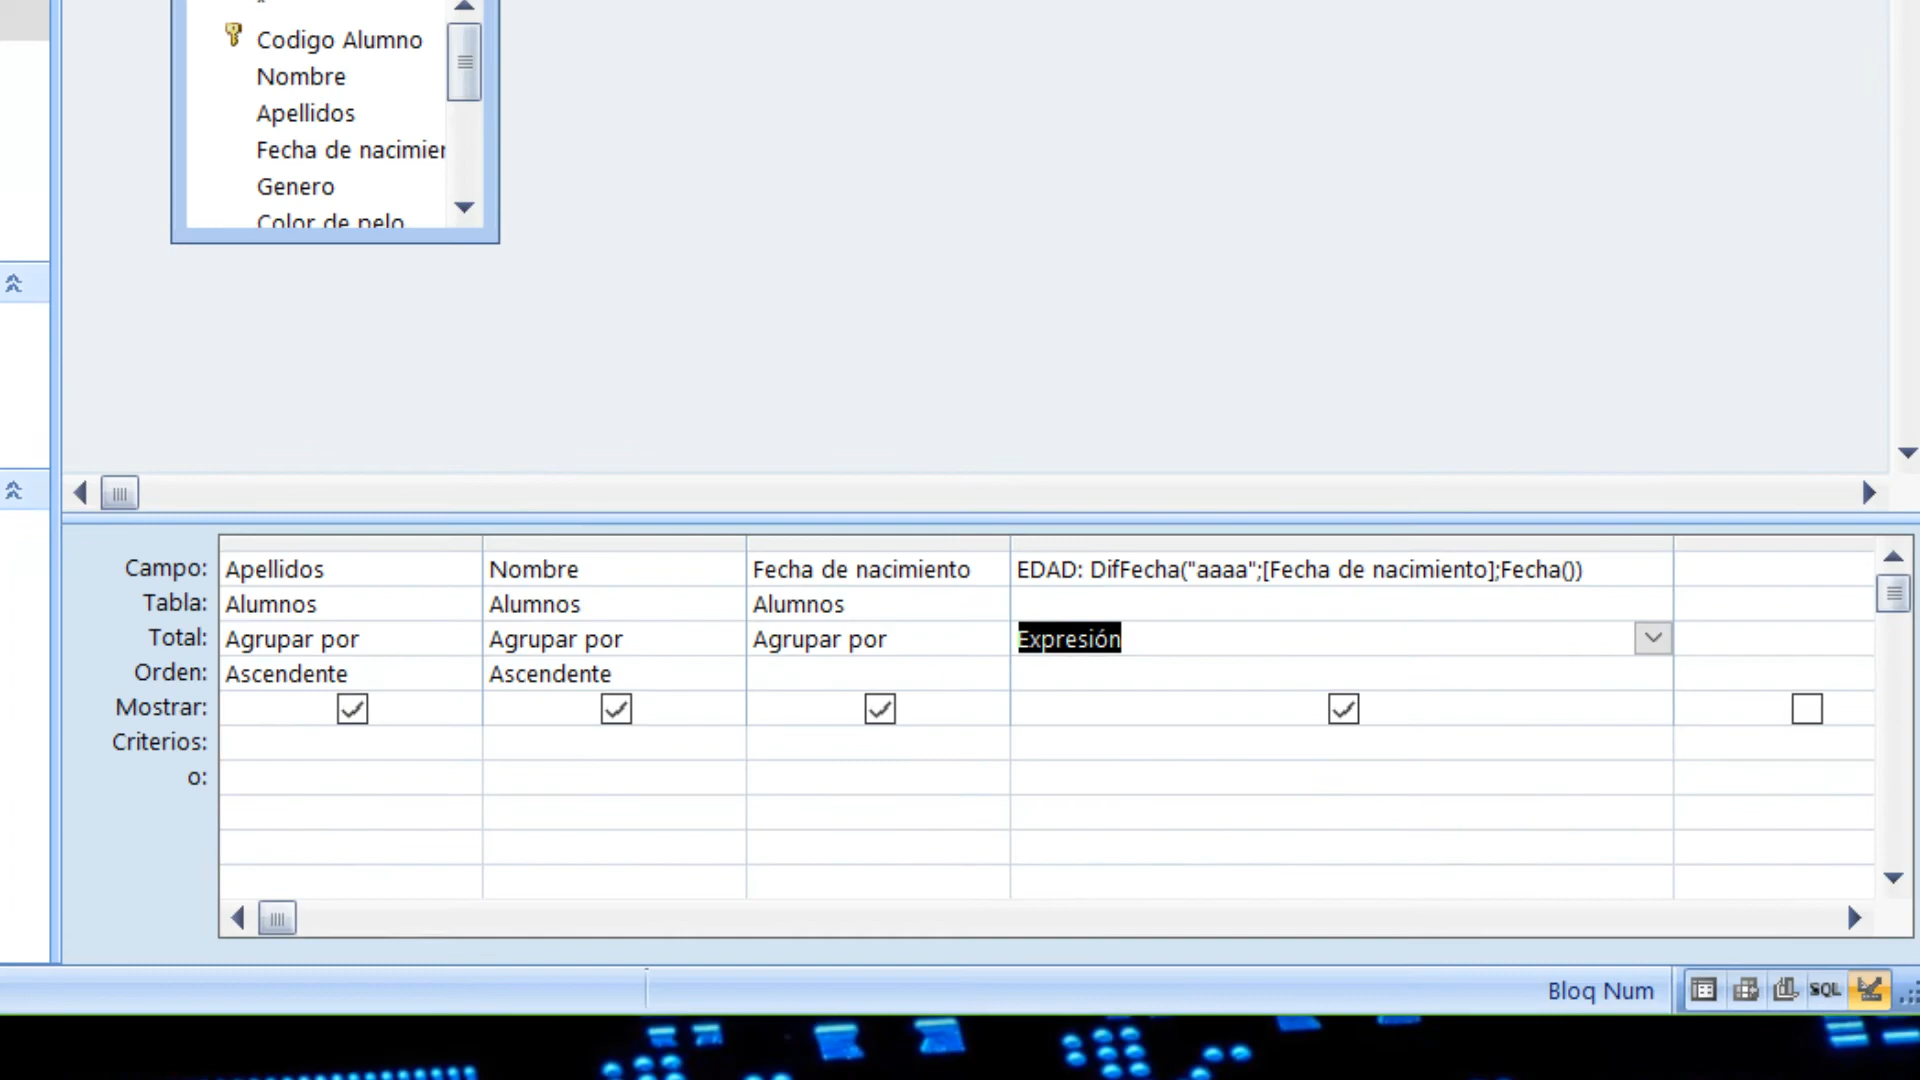 Codigo Alumno
Nombre
Apellidos
Fecha de nacimier
Genero
Color de pelo
Campo: Apellidos Nombre Fecha de nacimiento EDAD: DifFecha("aaaa";[Fecha de nacimiento];Fecha())
Tabla: Alumnos Alumnos Alumnos
Total: Agrupar por Agrupar por Agrupar por Expresión
Orden: Ascendente Ascendente
Mostrar:
Criterios:
o:
Bloq Num SQL